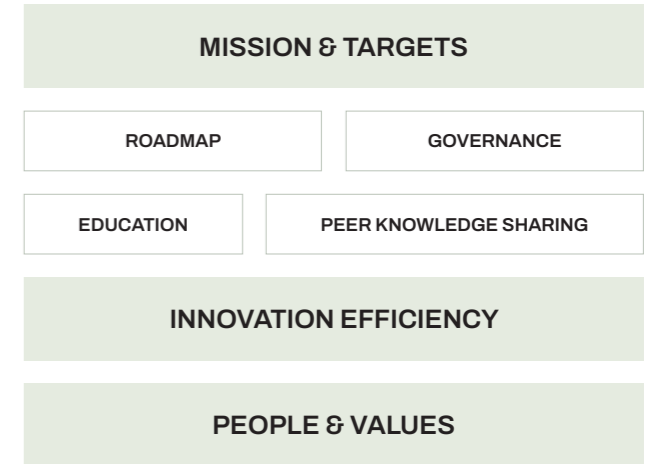 MISSION & TARGETS
ROADMAP
GOVERNANCE
EDUCATION
PEER KNOWLEDGE SHARING
INNOVATION EFFICIENCY
PEOPLE & VALUES